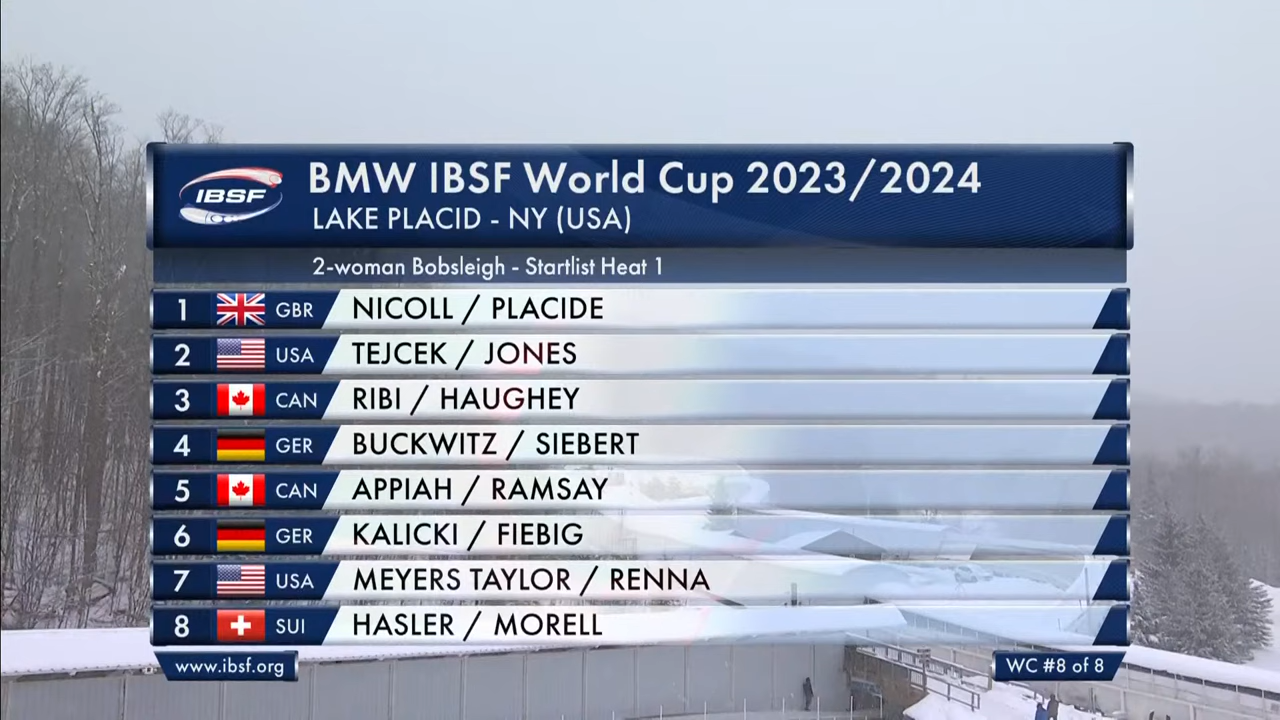 IBSF
BMW IBSF World Cup 2023/2024
LAKE PLACID - NY (USA)
2-woman Bobsleigh - Startlist Heat 1
1 GBR NICOLL / PLACIDE
2 USA TEJCEK / JONES
3 CAN RIBI / HAUGHEY
4 GER BUCKWITZ / SIEBERT
5 CAN APPIAH / RAMSAY
6 GER KALICKI / FIEBIG
7 USA MEYERS TAYLOR / RENNA
8 SUI HASLER / MORELL
www.ibsf.org WC #8 of 8